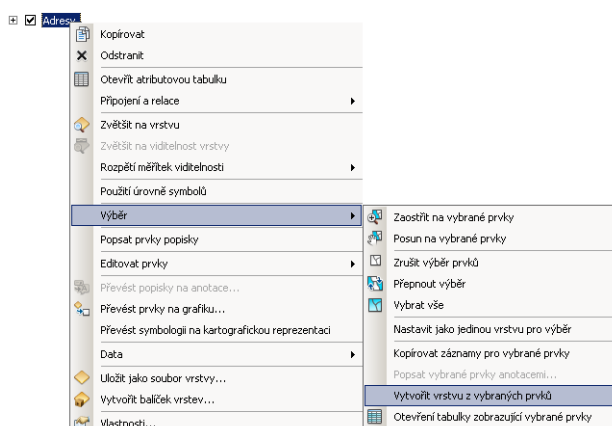 Adresy
Kopírovat
Odstranit
Otevřít atributovou tabulku
Připojení a relace
Zvětšit na vrstvu
Zvětšit na viditelnost vrstvy
Rozpětí měřítek viditelnosti
Použití úrovně symbolů
Výběr
Popsat prvky popisky
Editovat prvky
Převést popisky na anotace...
Převést prvky na grafiku...
Převést symbologii na kartografickou reprezentaci
Data
Uložit jako soubor vrstvy...
Vytvořit balíček vrstev...
Vlastnosti...
Zaostřit na vybrané prvky
Posun na vybrané prvky
Zrušit výběr prvků
Přepnout výběr
Vybrat vše
Nastavit jako jedinou vrstvu pro výběr
Kopírovat záznamy pro vybrané prvky
Popsat vybrané prvky anotacemi...
Vytvořit vrstvu z vybraných prvků
Otevření tabulky zobrazující vybrané prvky